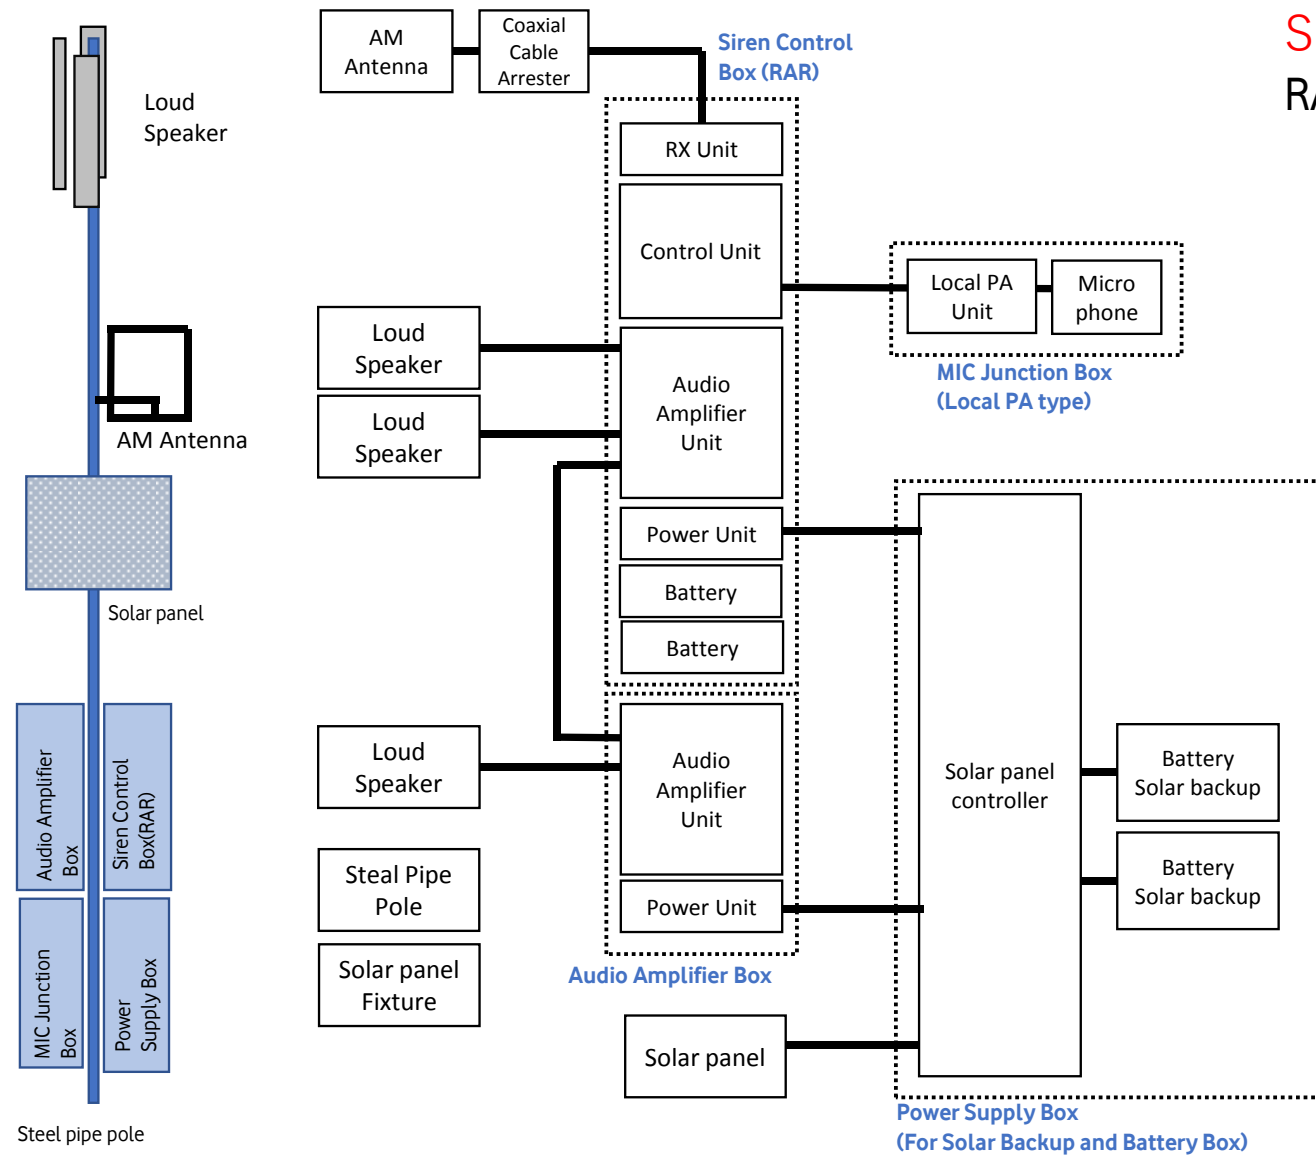 Loud
Speaker
AM Antenna
Solar panel
Audio Amplifier
Box
Siren Control
Box(RAR)
MIC Junction
Box
Power
Supply Box
Steel pipe pole
AM
Antenna
Coaxial
Cable
Arrester
Siren Control
Box (RAR)
RX Unit
Control Unit
Local PA
Unit
Micro
phone
MIC Junction Box
(Local PA type)
Loud
Speaker
Loud
Speaker
Audio
Amplifier
Unit
Power Unit
Battery
Battery
Loud
Speaker
Audio
Amplifier
Unit
Power Unit
Audio Amplifier Box
Steal Pipe
Pole
Solar panel
Fixture
Solar panel
Solar panel
controller
Battery
Solar backup
Battery
Solar backup
Power Supply Box
(For Solar Backup and Battery Box)